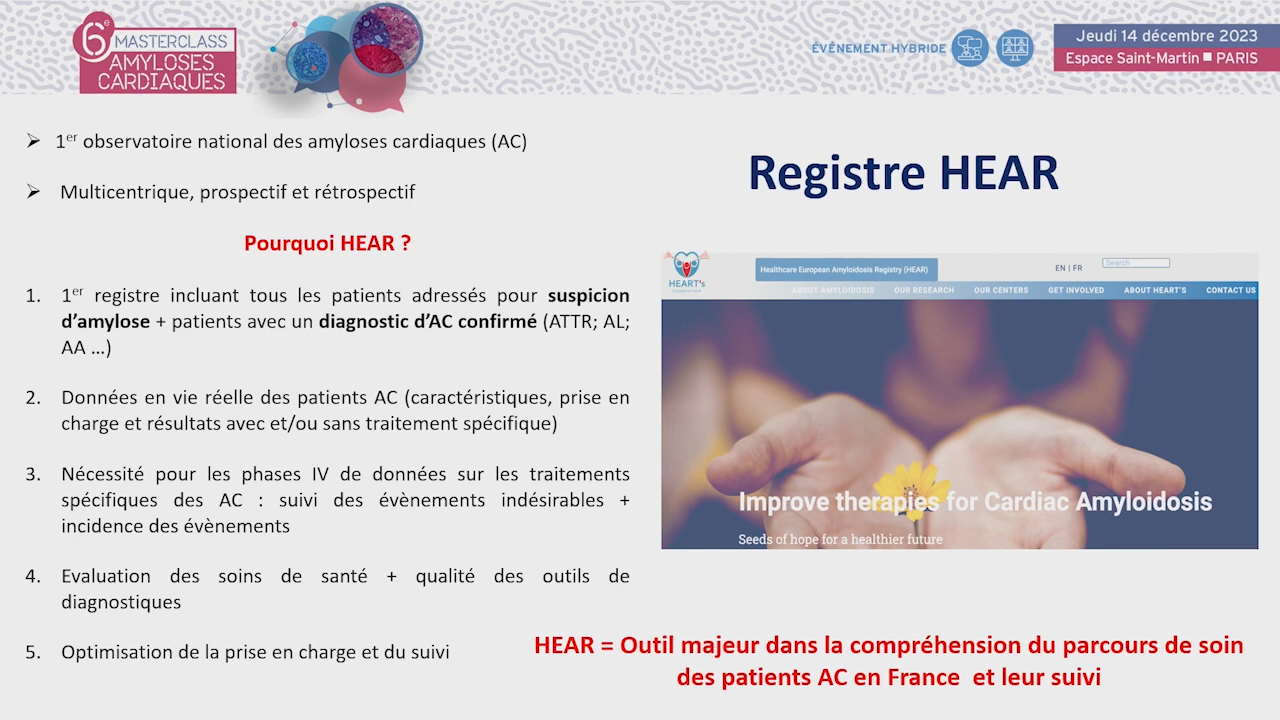 6e MASTERCLASS
AMYLOSES
CARDIAQUES
ÉVÉNEMENT HYBRIDE
Jeudi 14 décembre 2023
Espace Saint-Martin ■ PARIS
➢ 1er observatoire national des amyloses cardiaques (AC)
➢ Multicentrique, prospectif et rétrospectif
Pourquoi HEAR ?
1. 1er registre incluant tous les patients adressés pour suspicion
d’amylose + patients avec un diagnostic d’AC confirmé (ATTR; AL;
AA …)
2. Données en vie réelle des patients AC (caractéristiques, prise en
charge et résultats avec et/ou sans traitement spécifique)
3. Nécessité pour les phases IV de données sur les traitements
spécifiques des AC : suivi des évènements indésirables +
incidence des évènements
4. Evaluation des soins de santé + qualité des outils de
diagnostiques
5. Optimisation de la prise en charge et du suivi
Registre HEAR
HEART's
FOUNDATION
Healthcare European Amyloidosis Registry (HEAR)
EN | FR
Search
ABOUT AMYLOIDOSIS OUR RESEARCH OUR CENTERS GET INVOLVED ABOUT HEART'S CONTACT US
Improve therapies for Cardiac Amyloidosis
Seeds of hope for a healthier future
HEAR = Outil majeur dans la compréhension du parcours de soin
des patients AC en France et leur suivi